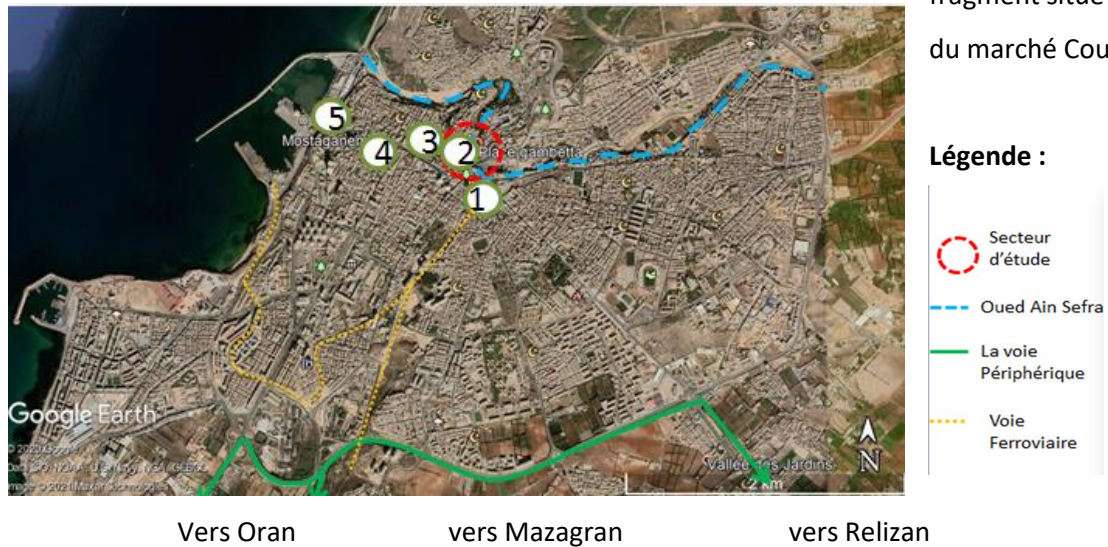 fragment situé
du marché Cou
Légende :
Secteur
d'étude
Oued Ain Sefra
La voie
Périphérique
Voie
Ferroviaire
5
4
3
2
1
Mostaganem
Place gambetta
Vallée des Jardins
Google Earth
N
2 km
Vers Oran vers Mazagran vers Relizan